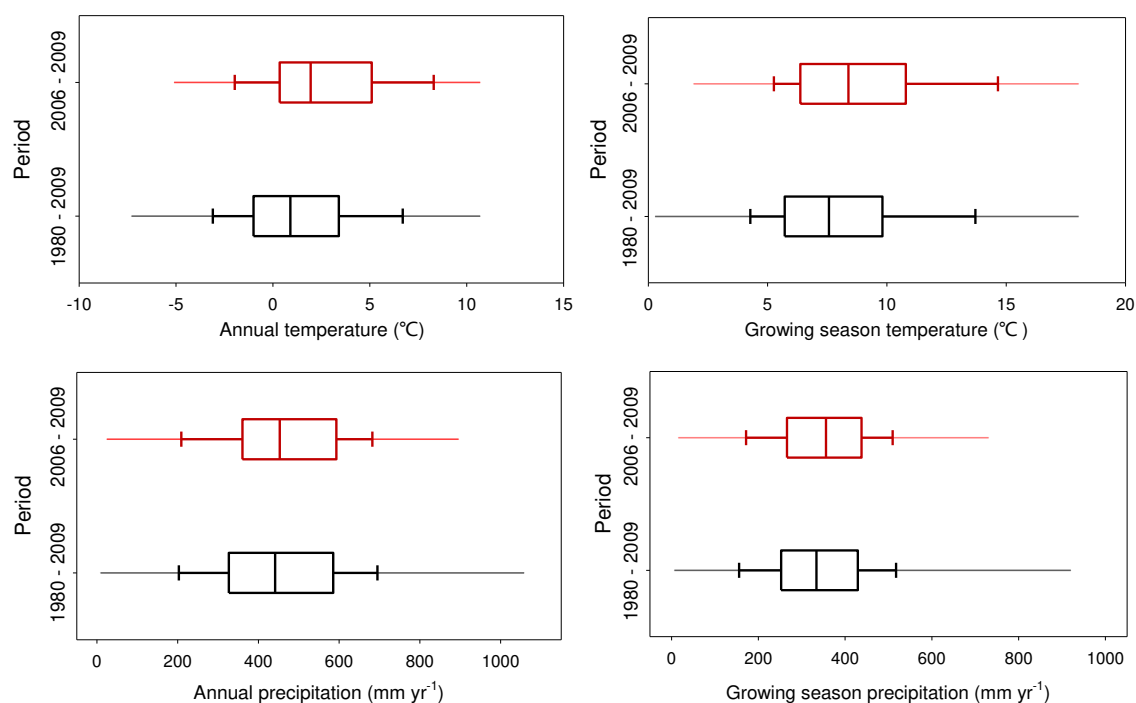 Period
2006 - 2009
1980 - 2009
-10 -5 0 5 10 15
Annual temperature (℃)
Period
2006 - 2009
1980 - 2009
0 5 10 15 20
Growing season temperature (℃ )
Period
2006 - 2009
1980 - 2009
0 200 400 600 800 1000
Annual precipitation (mm yr⁻¹)
Period
2006 - 2009
1980 - 2009
0 200 400 600 800 1000
Growing season precipitation (mm yr⁻¹)